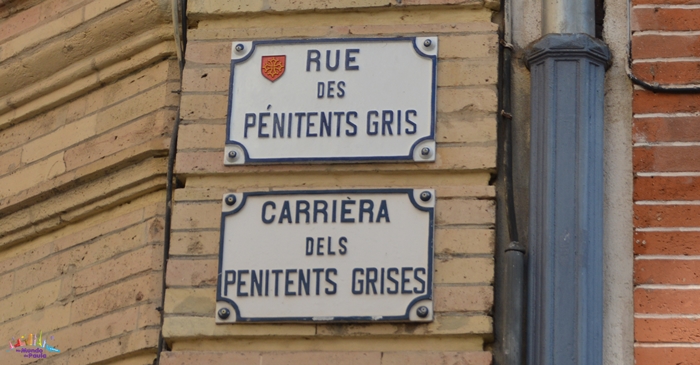 RUE
DES
PÉNITENTS GRIS
CARRIÈRA
DELS
PENITENTS GRISES